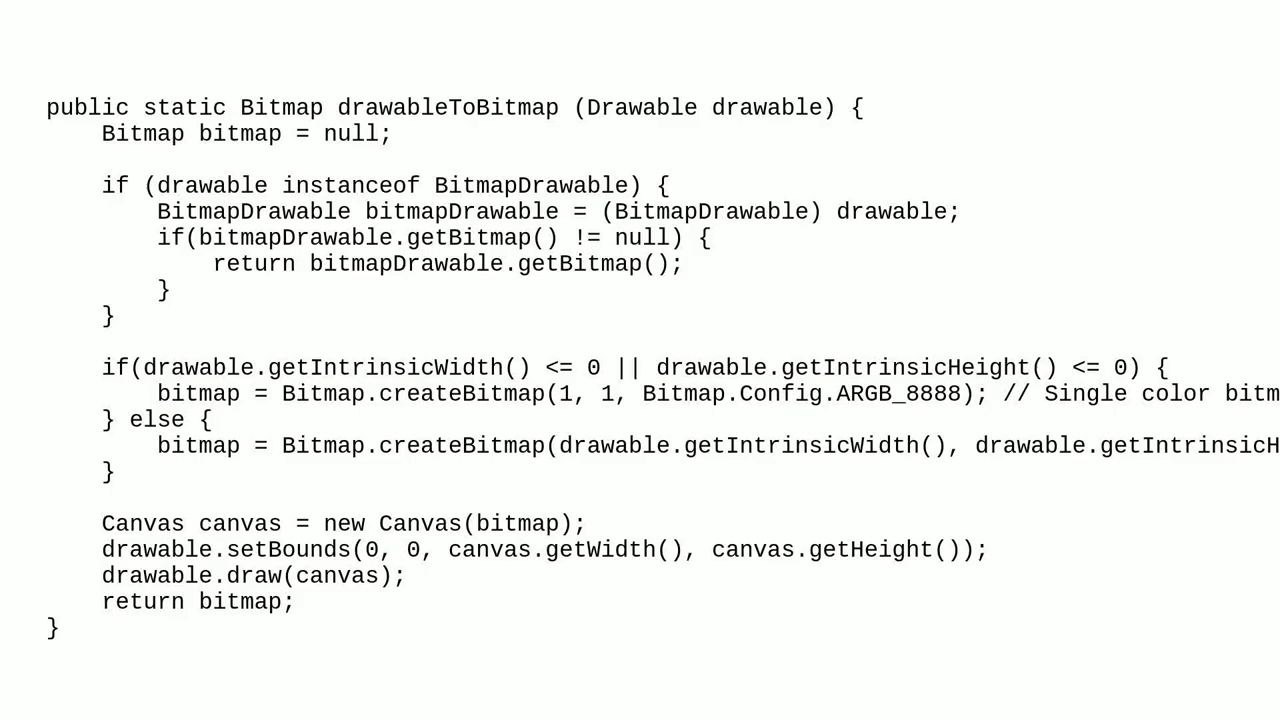 public static Bitmap drawableToBitmap (Drawable drawable) {
    Bitmap bitmap = null;

    if (drawable instanceof BitmapDrawable) {
        BitmapDrawable bitmapDrawable = (BitmapDrawable) drawable;
        if(bitmapDrawable.getBitmap() != null) {
            return bitmapDrawable.getBitmap();
        }
    }

    if(drawable.getIntrinsicWidth() <= 0 || drawable.getIntrinsicHeight() <= 0) {
        bitmap = Bitmap.createBitmap(1, 1, Bitmap.Config.ARGB_8888); // Single color bitm
    } else {
        bitmap = Bitmap.createBitmap(drawable.getIntrinsicWidth(), drawable.getIntrinsicH
    }

    Canvas canvas = new Canvas(bitmap);
    drawable.setBounds(0, 0, canvas.getWidth(), canvas.getHeight());
    drawable.draw(canvas);
    return bitmap;
}